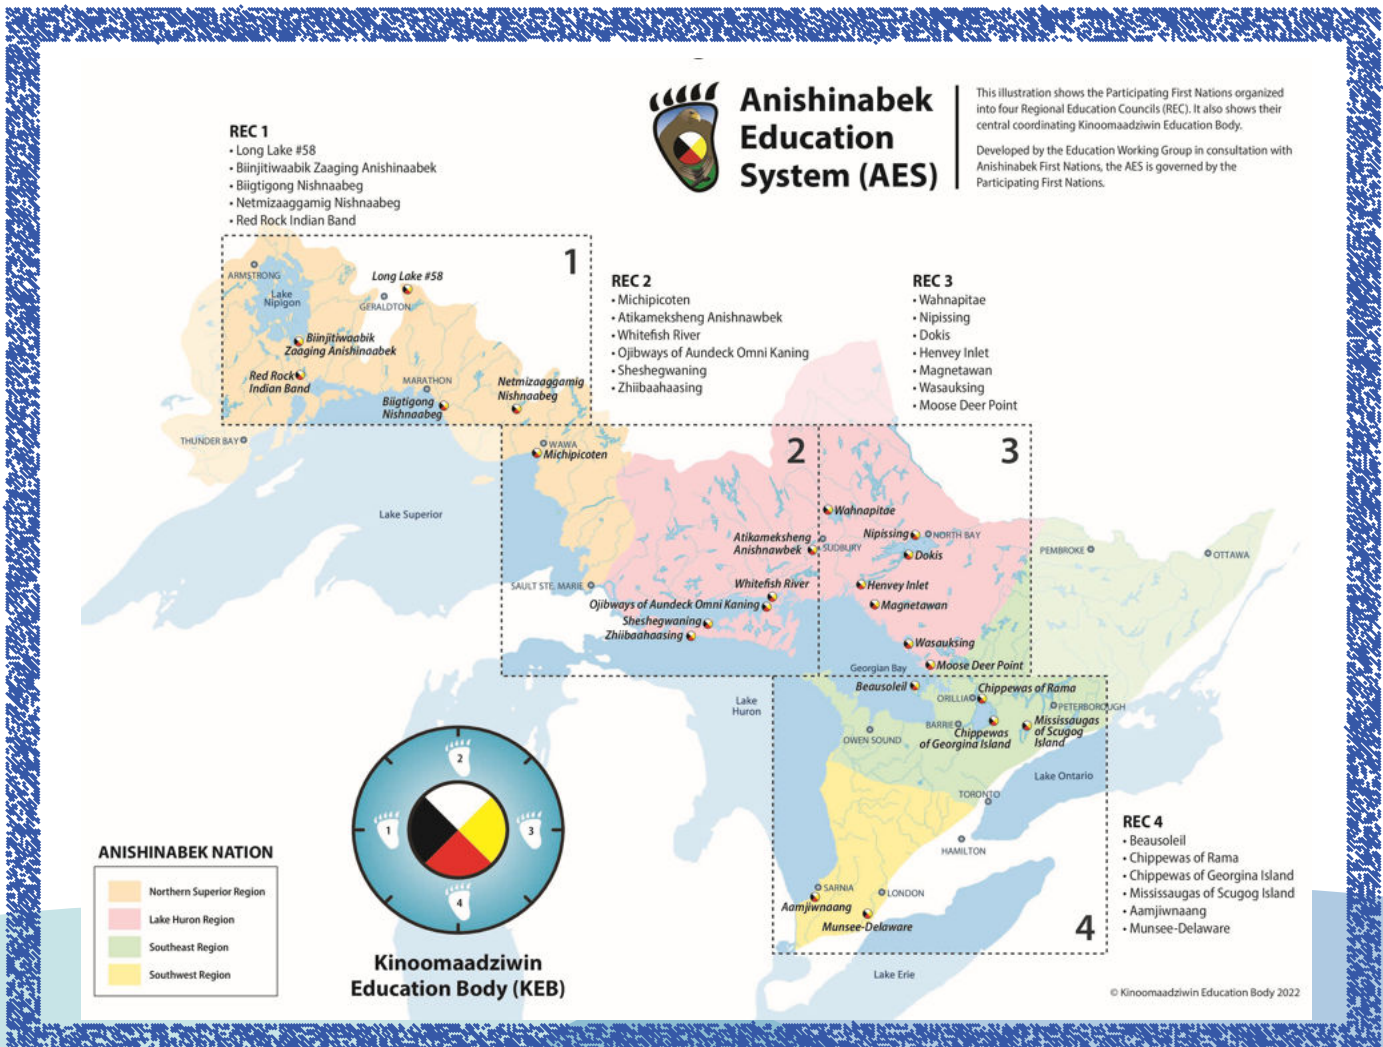 Anishinabek
Education
System (AES)
This illustration shows the Participating First Nations organized
into four Regional Education Councils (REC). It also shows their
central coordinating Kinoomaadziwin Education Body.
Developed by the Education Working Group in consultation with
Anishinabek First Nations, the AES is governed by the
Participating First Nations.
REC 1
• Long Lake #58
• Biinjitiwaabik Zaaging Anishinaabek
• Biigtigong Nishnaabeg
• Netmizaaggamig Nishnaabeg
• Red Rock Indian Band
REC 2
• Michipicoten
• Atikameksheng Anishnawbek
• Whitefish River
• Ojibways of Aundeck Omni Kaning
• Sheshegwaning
• Zhiibaahaasing
REC 3
• Wahnapitae
• Nipissing
• Dokis
• Henvey Inlet
• Magnetawan
• Wasauksing
• Moose Deer Point
1
ARMSTRONG
Lake
Nipigon
Long Lake #58
GERALDTON
Biinjitiwaabik
Zaaging Anishinaabek
Red Rock
Indian Band
MARATHON
Biigtigong
Nishnaabeg
Netmizaaggamig
Nishnaabeg
THUNDER BAY
Lake Superior
2
WAWA
Michipicoten
Atikameksheng
Anishnawbek
SUDBURY
SAULT STE. MARIE
Whitefish River
Ojibways of Aundeck Omni Kaning
Sheshegwaning
Zhiibaahaasing
3
Wahnapitae
Nipissing
NORTH BAY
Dokis
Henvey Inlet
Magnetawan
Wasauksing
Georgian Bay
Moose Deer Point
PEMBROKE
OTTAWA
Lake
Huron
Beausoleil
ORILLIA
Chippewas of Rama
PETERBOROUGH
BARRIE
Chippewas
of Georgina Island
Mississaugas
of Scugog
Island
OWEN SOUND
Lake Ontario
TORONTO
HAMILTON
SARNIA
LONDON
Aamjiwnaang
Munsee-Delaware
4
Lake Erie
REC 4
• Beausoleil
• Chippewas of Rama
• Chippewas of Georgina Island
• Mississaugas of Scugog Island
• Aamjiwnaang
• Munsee-Delaware
ANISHINABEK NATION
Northern Superior Region
Lake Huron Region
Southeast Region
Southwest Region
2
1
3
4
Kinoomaadziwin
Education Body (KEB)
© Kinoomaadziwin Education Body 2022